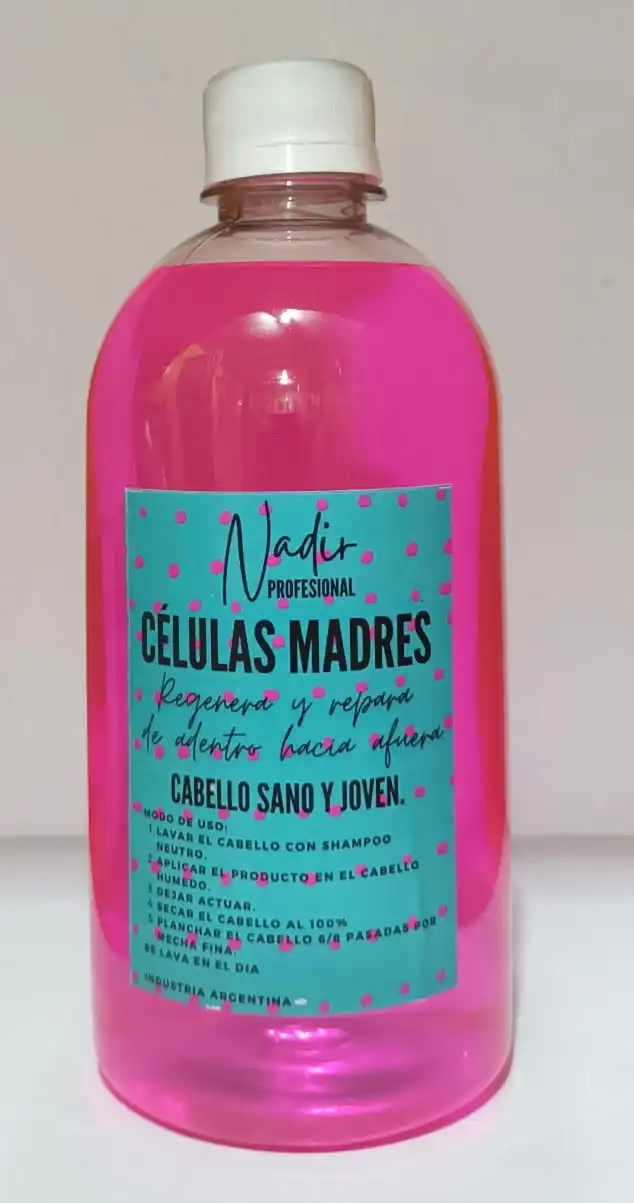 Nadir
PROFESIONAL
CÉLULAS MADRES
Regenera y repara
de adentro hacia afuera
CABELLO SANO Y JOVEN.
MODO DE USO:
1 LAVAR EL CABELLO CON SHAMPOO
NEUTRO.
2 APLICAR EL PRODUCTO EN EL CABELLO
HUMEDO.
3 DEJAR ACTUAR.
4 SECAR EL CABELLO AL 100%
5 PLANCHAR EL CABELLO 6/8 PASADAS POR
MECHA FINA.
SE LAVA EN EL DIA
INDUSTRIA ARGENTINA